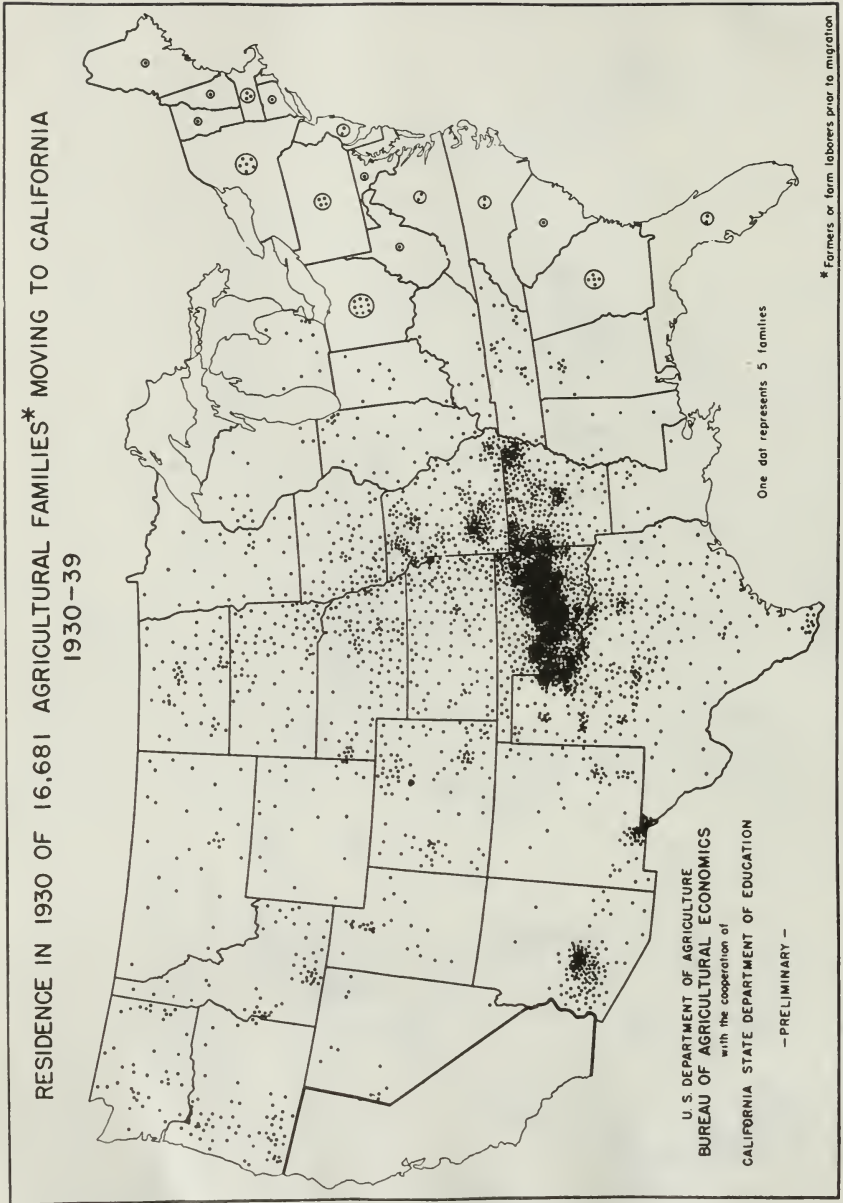 RESIDENCE IN 1930 OF 16,681 AGRICULTURAL FAMILIES* MOVING TO CALIFORNIA
1930-39
One dot represents 5 families
U. S. DEPARTMENT OF AGRICULTURE
BUREAU OF AGRICULTURAL ECONOMICS
with the cooperation of
CALIFORNIA STATE DEPARTMENT OF EDUCATION
—PRELIMINARY—
* Farmers or farm laborers prior to migration